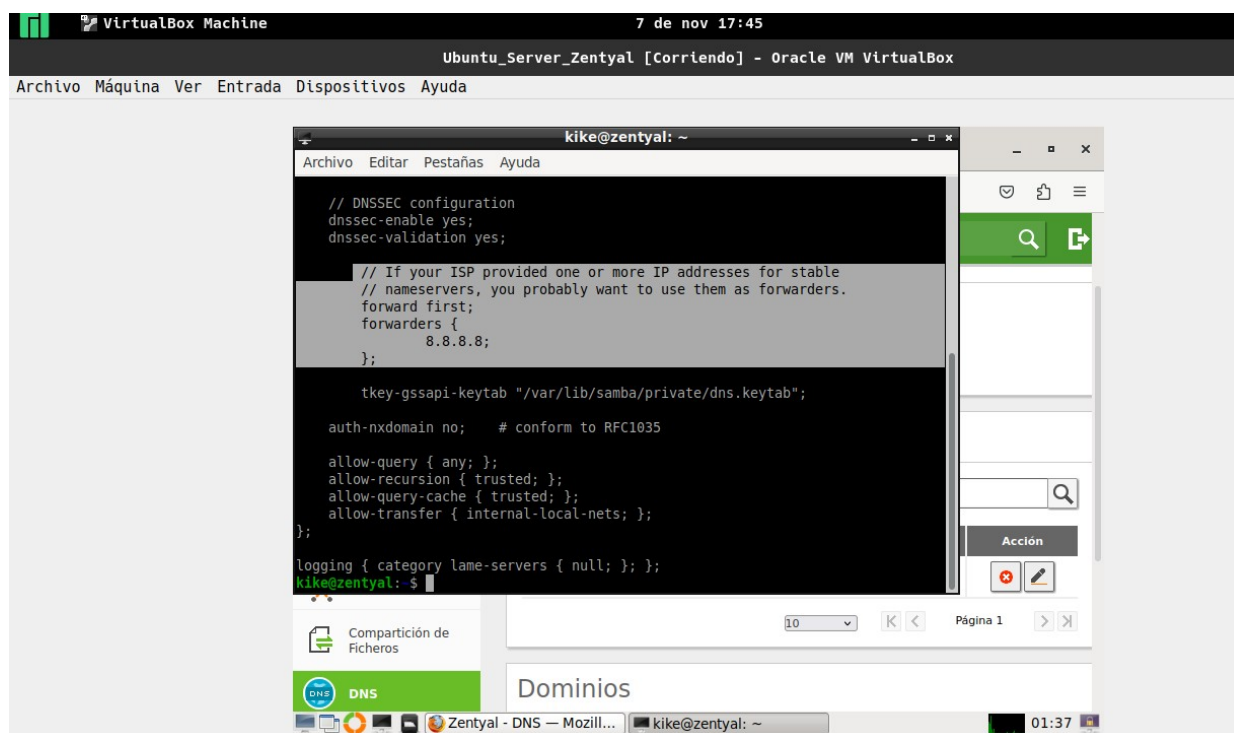 VirtualBox Machine
7 de nov 17:45
Ubuntu_Server_Zentyal [Corriendo] - Oracle VM VirtualBox
Archivo Máquina Ver Entrada Dispositivos Ayuda
kike@zentyal: ~
Archivo Editar Pestañas Ayuda
// DNSSEC configuration
dnssec-enable yes;
dnssec-validation yes;
// If your ISP provided one or more IP addresses for stable
// nameservers, you probably want to use them as forwarders.
forward first;
forwarders {
8.8.8.8;
};
tkey-gssapi-keytab "/var/lib/samba/private/dns.keytab";
auth-nxdomain no; # conform to RFC1035
allow-query { any; };
allow-recursion { trusted; };
allow-query-cache { trusted; };
allow-transfer { internal-local-nets; };
};
logging { category lame-servers { null; }; };
kike@zentyal:~$
Acción
10
Página 1
Compartición de
Ficheros
DNS
DNS
Dominios
Zentyal - DNS — Mozill...
kike@zentyal: ~
01:37